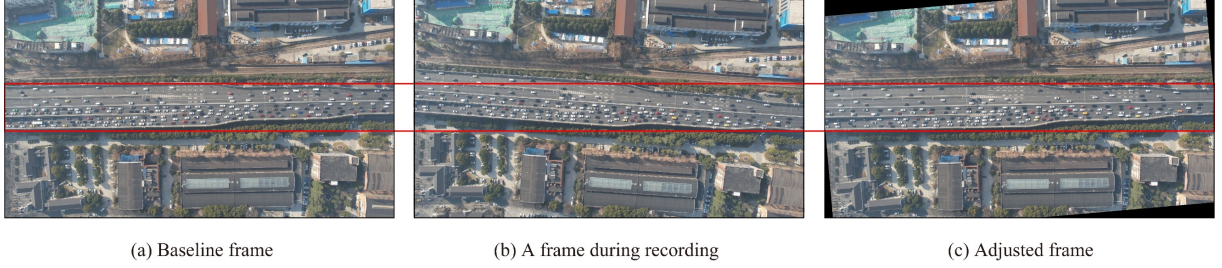 (a) Baseline frame
(b) A frame during recording
(c) Adjusted frame